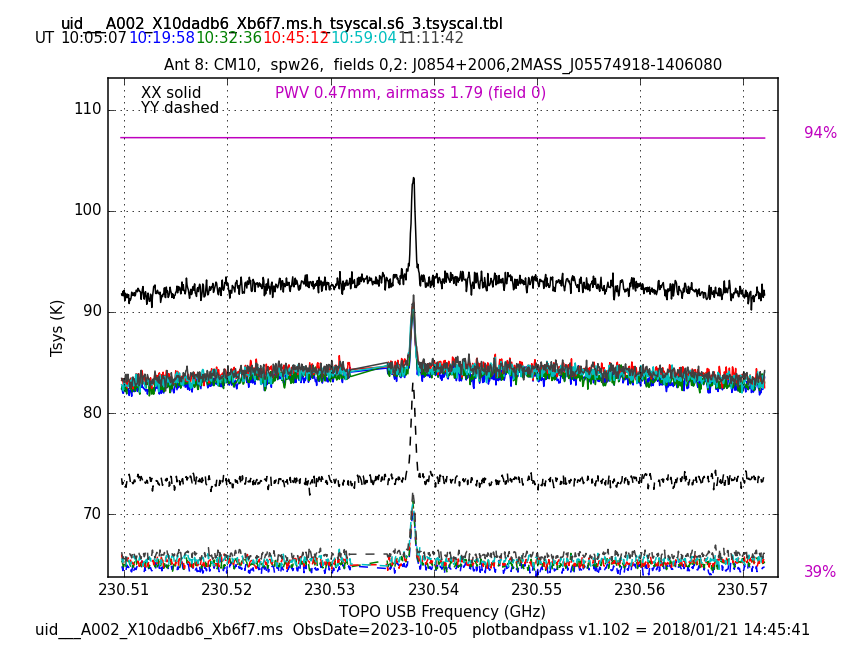 uid___A002_X10dadb6_Xb6f7.ms.h_tsyscal.s6_3.tsyscal.tbl
UT 10:05:07 10:19:58 10:32:36 10:45:12 10:59:04 11:11:42
Ant 8: CM10, spw26, fields 0,2: J0854+2006,2MASS_J05574918-1406080
XX solid PWV 0.47mm, airmass 1.79 (field 0)
YY dashed
110
94%
100
90
Tsys (K)
80
70
39%
230.51 230.52 230.53 230.54 230.55 230.56 230.57
TOPO USB Frequency (GHz)
uid___A002_X10dadb6_Xb6f7.ms ObsDate=2023-10-05 plotbandpass v1.102 = 2018/01/21 14:45:41